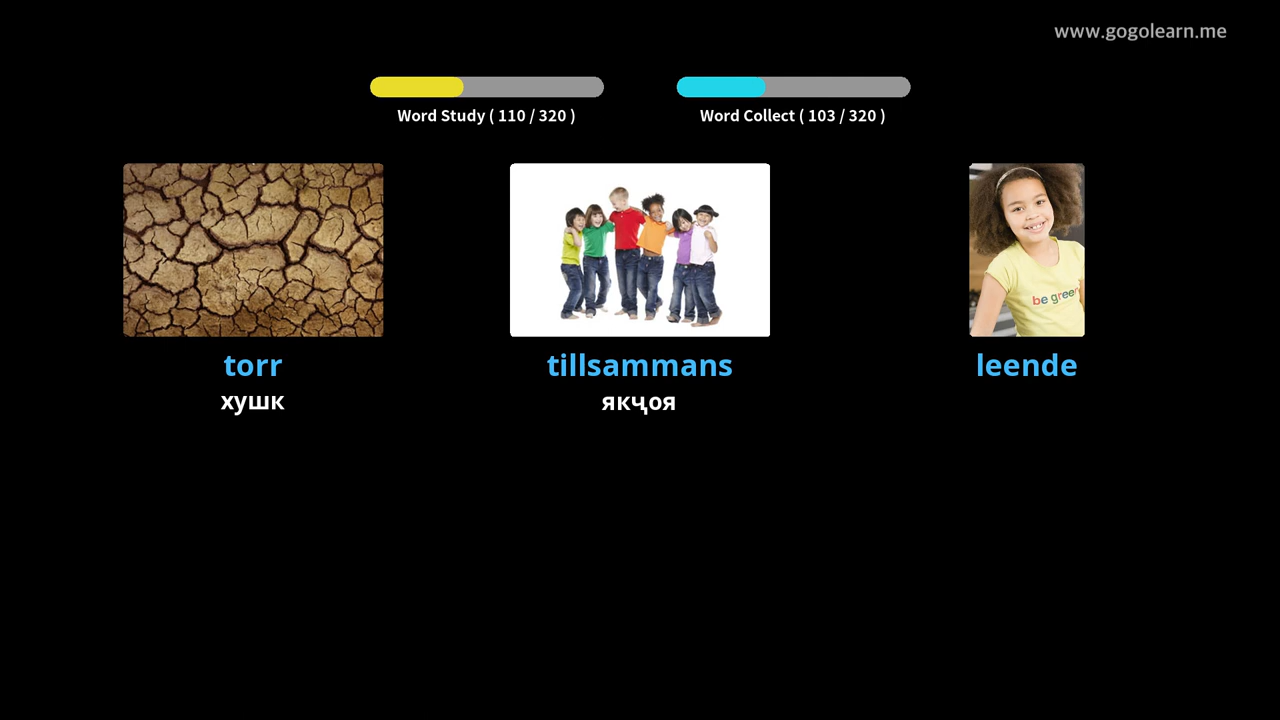 www.gogolearn.me
Word Study ( 110 / 320 )
Word Collect ( 103 / 320 )
be green
torr
tillsammans
leende
хушк
якҷоя